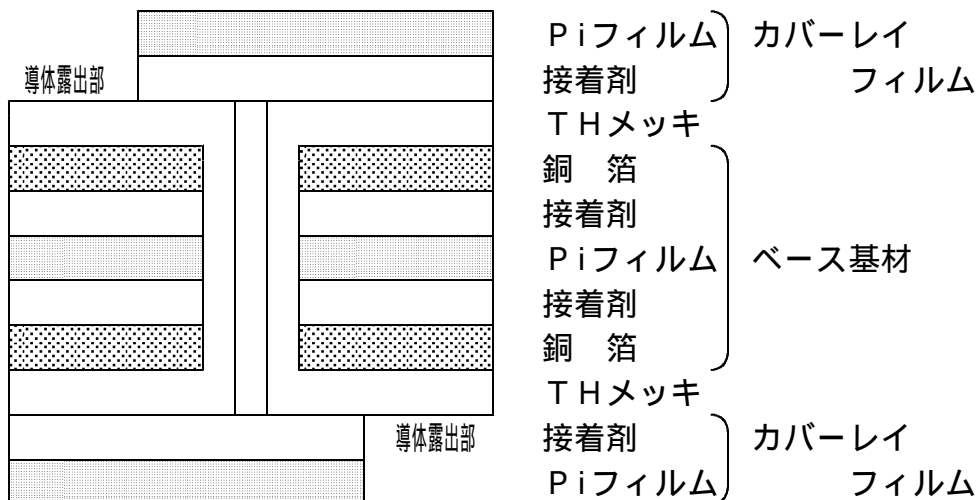 Ｐｉフィルム カバーレイ
導体露出部 接着剤 フィルム
ＴＨメッキ
銅　箔
接着剤
Ｐｉフィルム ベース基材
接着剤
銅　箔
ＴＨメッキ
導体露出部 接着剤 カバーレイ
Ｐｉフィルム フィルム